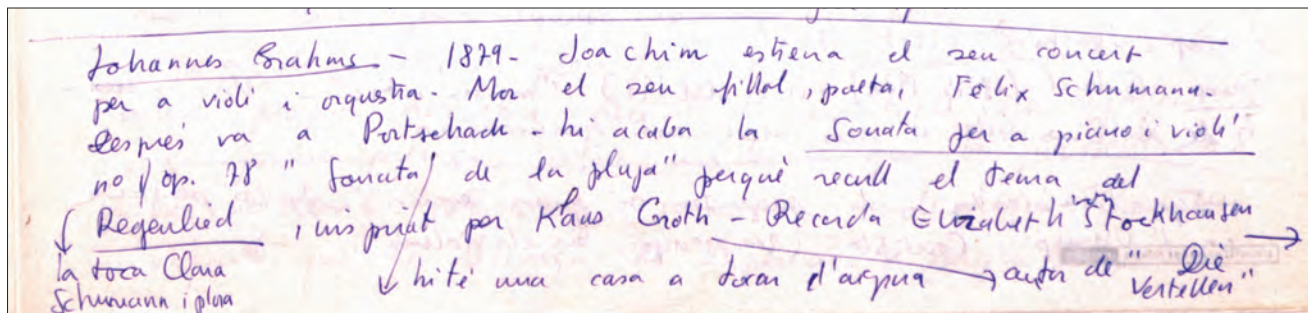 Johannes Brahms - 1879 - Joachim estrena el seu concert
per a violí i orquestra. Mor el seu fillol, poeta, Félix Schumann.
Després va a Portschach - hi acaba la Sonata per a piano i violí
nº 1 op. 78 "Sonata de la pluja" perquè recull el tema del
Regenlied, inspirat per Klaus Groth - Recorda Elizabeth Stockhausen
la toca Clara hi té una casa a tocar d'aigua autor de "Die
Schumann i plora Vertellen"